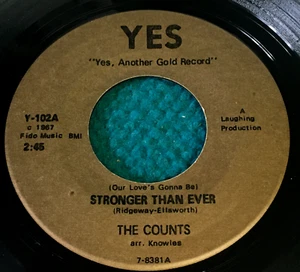 YES
"Yes, Another Gold Record"
Y-102A
c 1967
Fido Music BMI
2:45
A
Laughing
Production
(Our Love's Gonna Be)
STRONGER THAN EVER
(Ridgeway-Ellsworth)
THE COUNTS
arr. Knowles
7-8381A